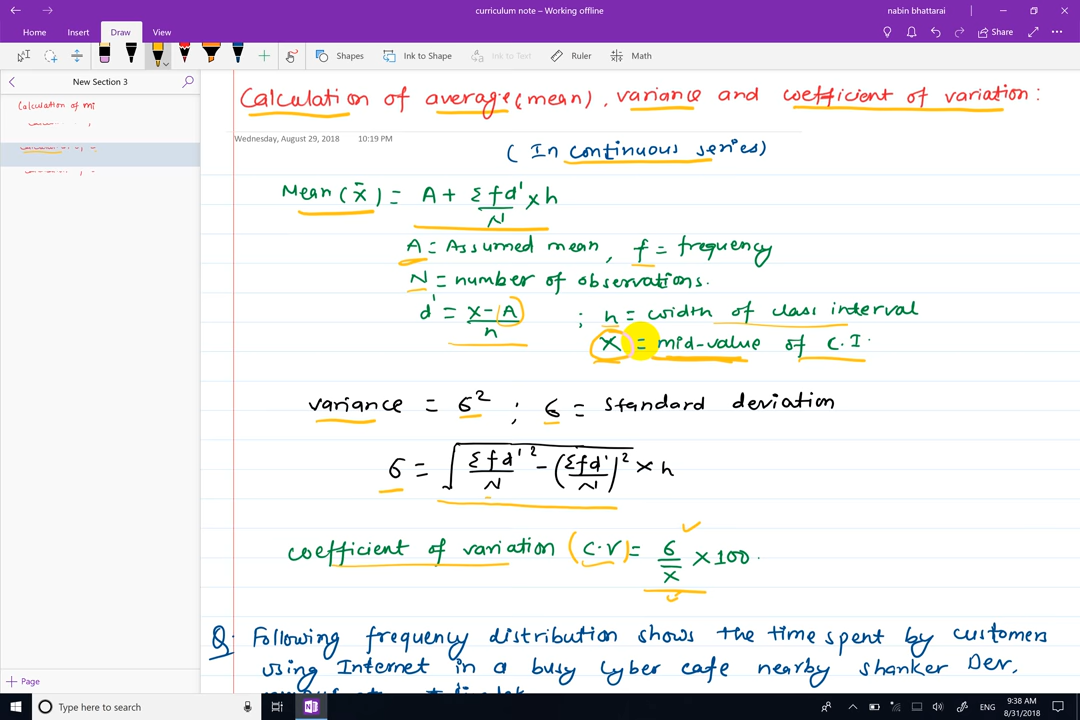 curriculum note – Working offline
nabin bhattarai
Home Insert Draw View
Share
Shapes Ink to Shape Ink to Text Ruler Math
New Section 3
Calculation of mi
Calculation of average (mean), variance and coefficient of variation:
Wednesday, August 29, 2018 10:19 PM
( In continuous series)
Mean ( x̄ ) = A + Σfd'/N × h
A = Assumed mean, f = frequency
N = number of observations.
d' = x - A / h ; h = width of class interval
X = mid-value of C.I.
variance = σ² ; σ = standard deviation
σ = √( Σfd'²/N - (Σfd'/N)² ) × h
coefficient of variation (C.V) = σ/x̄ × 100.
Q. Following frequency distribution shows the time spent by customers
using Internet in a busy cyber cafe nearby shanker Dev.
+ Page
Type here to search
ENG
9:38 AM
8/31/2018